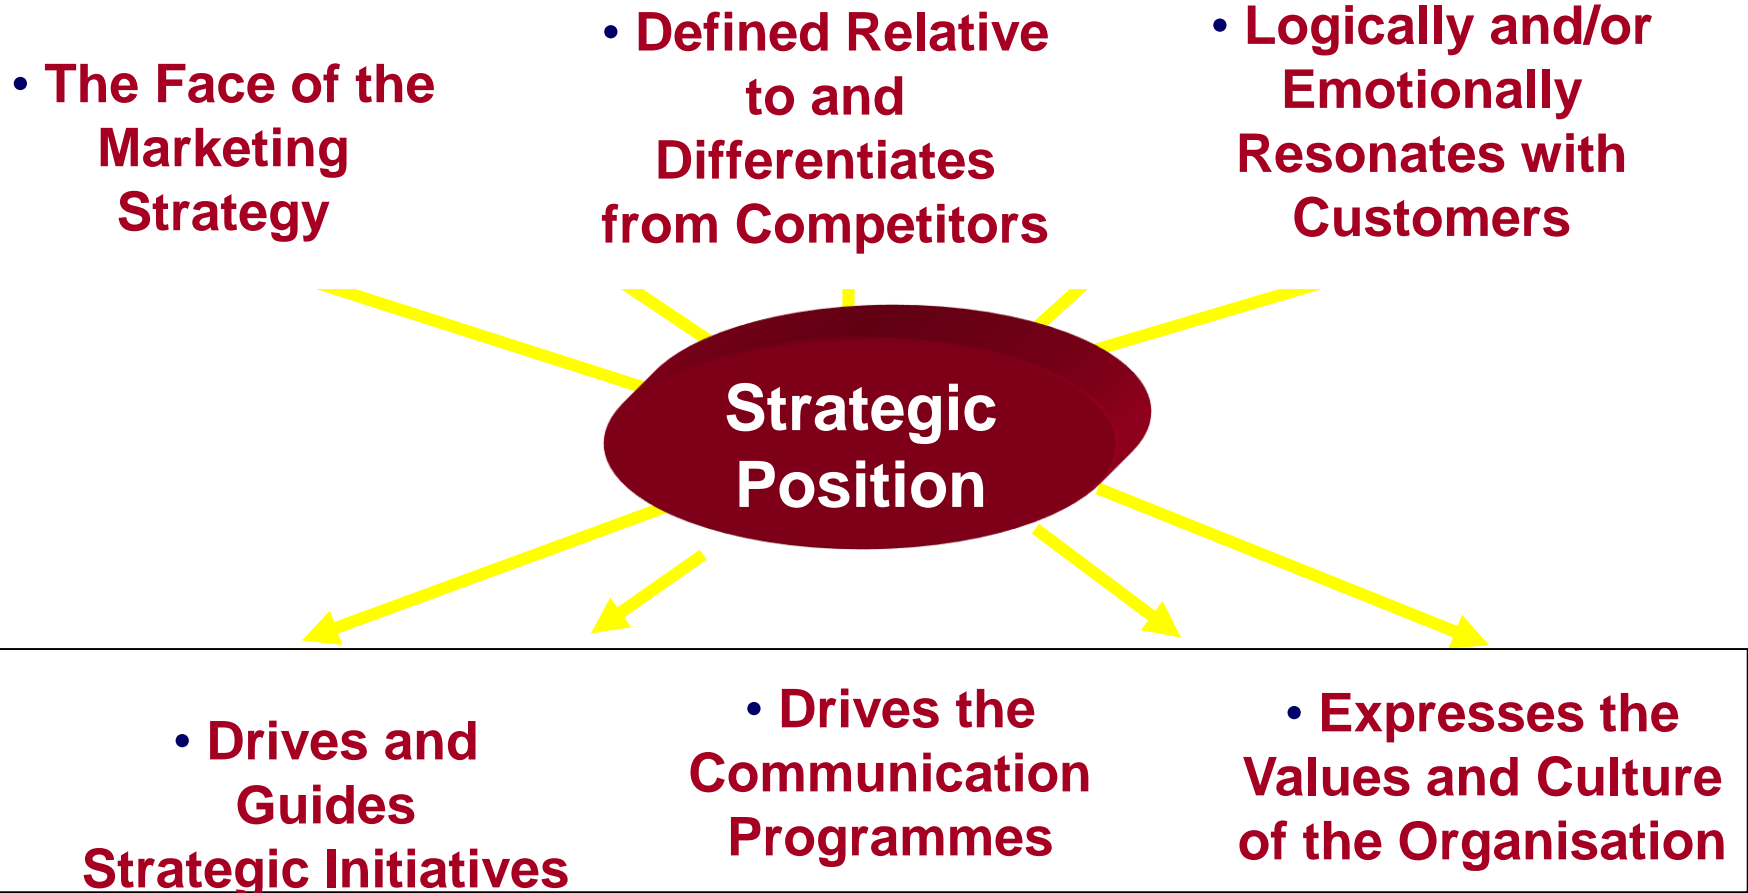 • The Face of the
Marketing
Strategy
• Defined Relative
to and
Differentiates
from Competitors
• Logically and/or
Emotionally
Resonates with
Customers
Strategic
Position
• Drives and
Guides
Strategic Initiatives
• Drives the
Communication
Programmes
• Expresses the
Values and Culture
of the Organisation